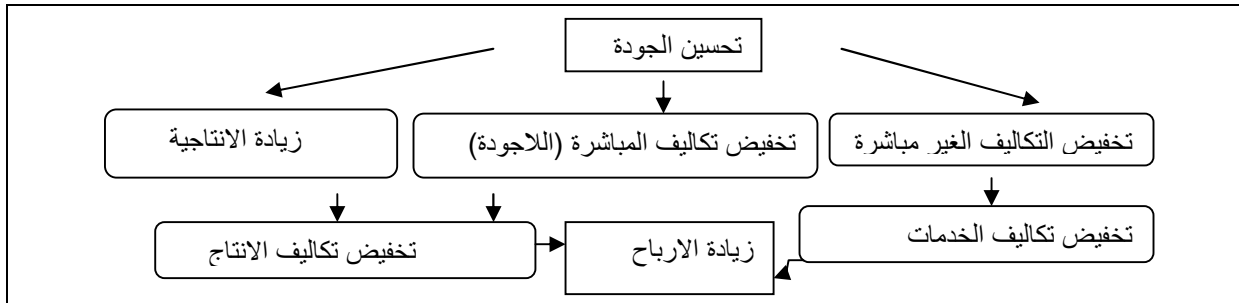 تحسين الجودة
تخفيض التكاليف الغير مباشرة
تخفيض تكاليف المباشرة (اللاجودة)
زيادة الانتاجية
تخفيض تكاليف الخدمات
زيادة الارباح
تخفيض تكاليف الانتاج